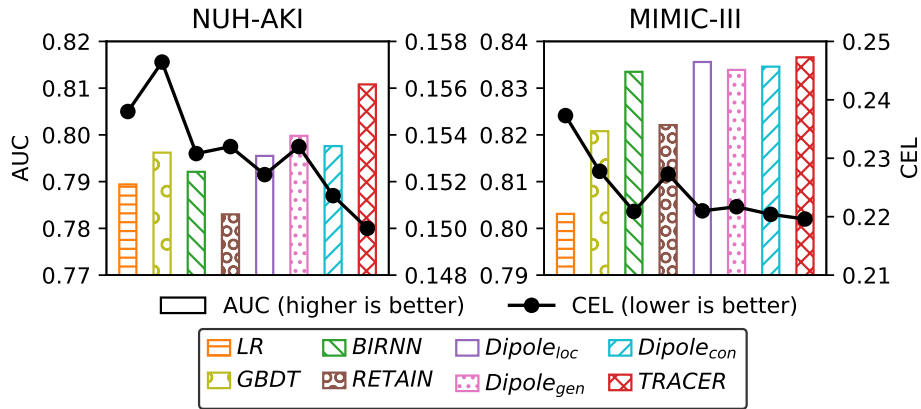 NUH-AKI
MIMIC-III
0.82
0.81
0.80
0.79
0.78
0.77
AUC
0.158
0.156
0.154
0.152
0.150
0.148
0.84
0.83
0.82
0.81
0.80
0.79
0.25
0.24
0.23
0.22
0.21
CEL
AUC (higher is better)
CEL (lower is better)
LR
BIRNN
Dipole_loc
Dipole_con
GBDT
RETAIN
Dipole_gen
TRACER